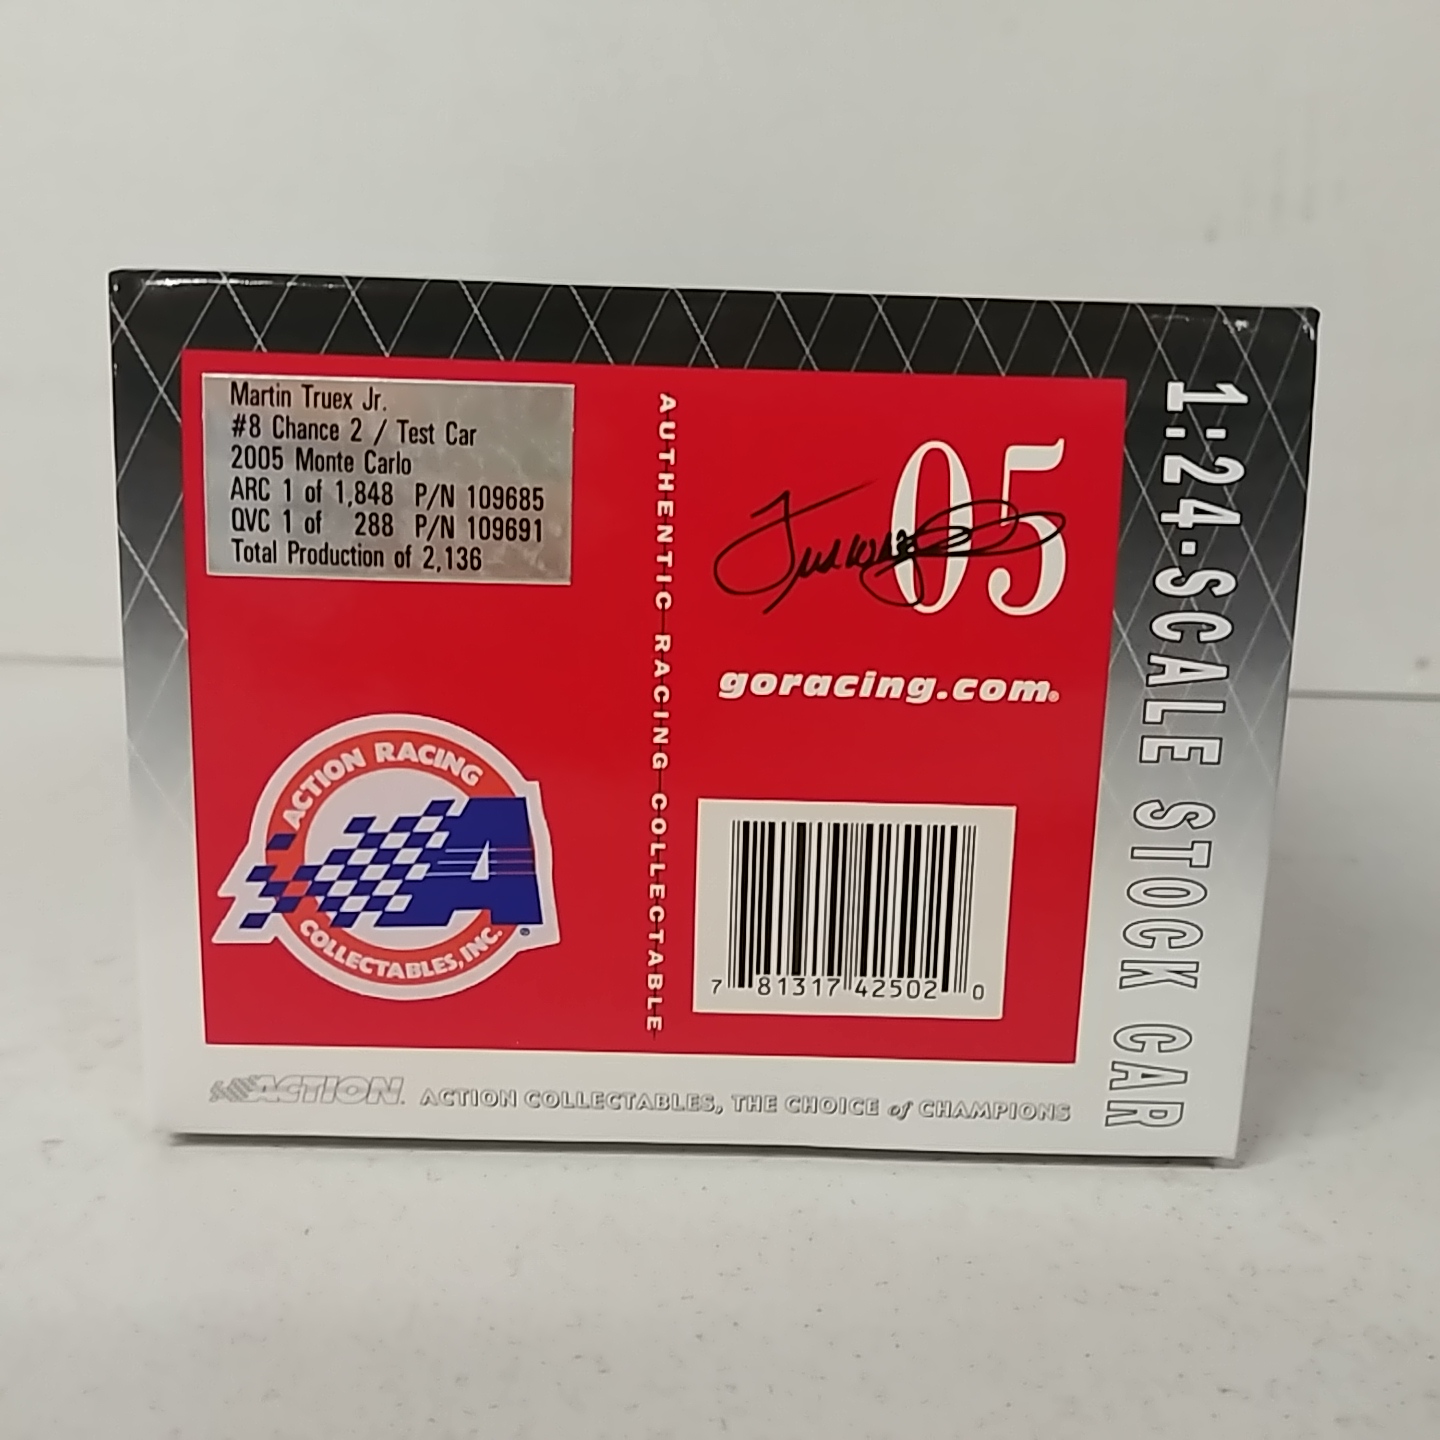 Martin Truex Jr.
#8 Chance 2 / Test Car
2005 Monte Carlo
ARC 1 of 1,848 P/N 109685
QVC 1 of 288 P/N 109691
Total Production of 2,136
AUTHENTIC RACING COLLECTABLE
05
goracing.com®
ACTION RACING
A
COLLECTABLES, INC.®
7 81317 42502 0
1:24-SCALE STOCK CAR
ACTION. ACTION COLLECTABLES, THE CHOICE of CHAMPIONS